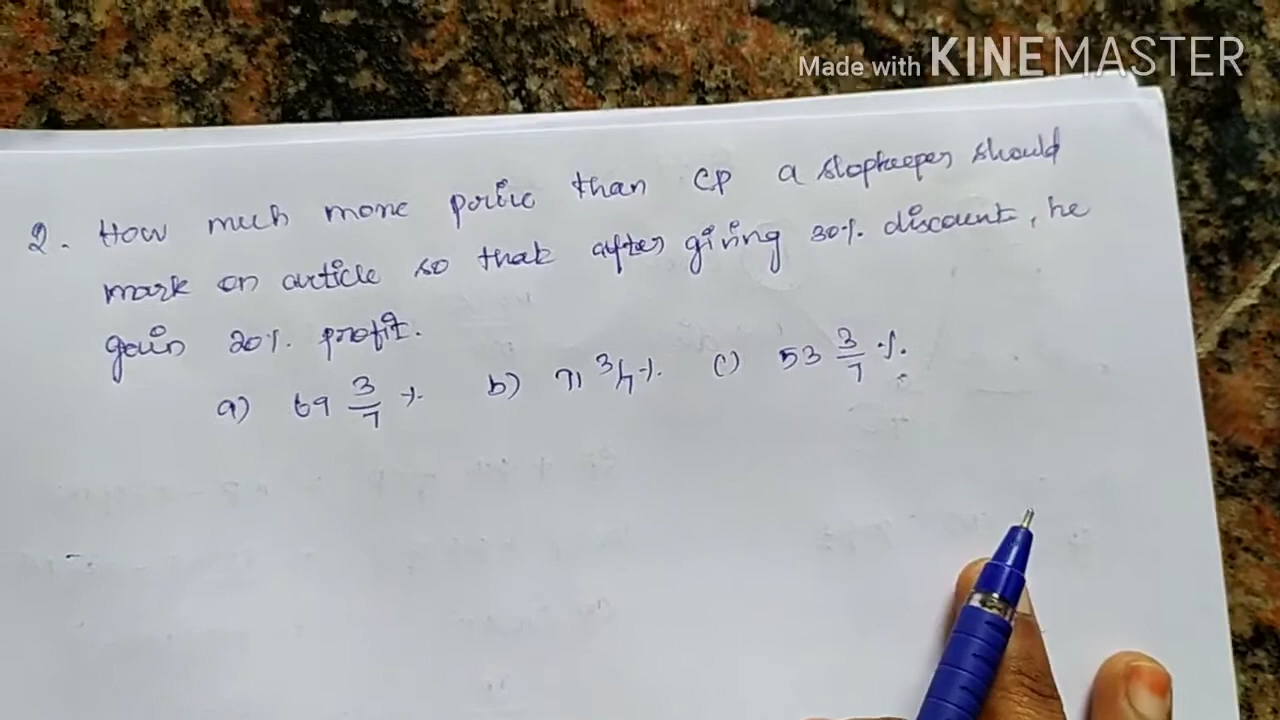 Made with KINEMASTER
2. How much more price than CP a slopkeeper should
mark on article so that after giving 30% discount, he
gain 20% profit.
a) 69 3/7 % b) 71 3/7 % c) 53 3/7 %.